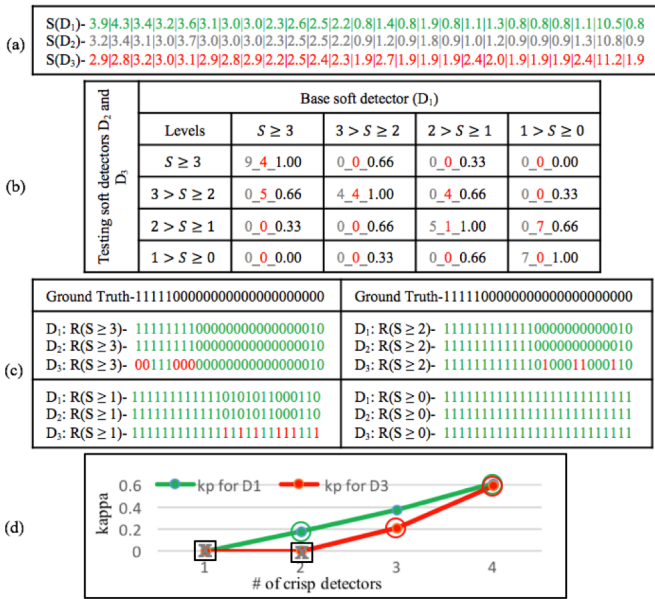 (a)
S(D₁)- 3.9|4.3|3.4|3.2|3.6|3.1|3.0|3.0|2.3|2.6|2.5|2.2|0.8|1.4|0.8|1.9|0.8|1.1|1.3|0.8|0.8|0.8|1.1|10.5|0.8
S(D₂)- 3.2|3.4|3.1|3.0|3.7|3.0|3.0|3.0|2.3|2.5|2.5|2.2|0.9|1.2|0.9|1.8|0.9|1.0|1.2|0.9|0.9|0.9|1.3|10.8|0.9
S(D₃)- 2.9|2.8|3.2|3.0|3.1|2.9|2.8|2.9|2.2|2.5|2.4|2.3|1.9|2.7|1.9|1.9|1.9|2.4|2.0|1.9|1.9|1.9|2.4|11.2|1.9
(b)
Testing soft detectors D₂ and
D₃
Base soft detector (D₁)
Levels S ≥ 3 3 > S ≥ 2 2 > S ≥ 1 1 > S ≥ 0
S ≥ 3 9_4_1.00 0_0_0.66 0_0_0.33 0_0_0.00
3 > S ≥ 2 0_5_0.66 4_4_1.00 0_4_0.66 0_0_0.33
2 > S ≥ 1 0_0_0.33 0_0_0.66 5_1_1.00 0_7_0.66
1 > S ≥ 0 0_0_0.00 0_0_0.33 0_0_0.66 7_0_1.00
(c)
Ground Truth-1111100000000000000000000
D₁: R(S ≥ 3)- 1111111100000000000000010
D₂: R(S ≥ 3)- 1111111100000000000000010
D₃: R(S ≥ 3)- 0011100000000000000000010
Ground Truth-1111100000000000000000000
D₁: R(S ≥ 2)- 1111111111110000000000010
D₂: R(S ≥ 2)- 1111111111110000000000010
D₃: R(S ≥ 2)- 1111111111110100011000110
D₁: R(S ≥ 1)- 1111111111110101011000110
D₂: R(S ≥ 1)- 1111111111110101011000110
D₃: R(S ≥ 1)- 1111111111111111111111111
D₁: R(S ≥ 0)- 1111111111111111111111111
D₂: R(S ≥ 0)- 1111111111111111111111111
D₃: R(S ≥ 0)- 1111111111111111111111111
(d)
kappa
0.6
0.4
0.2
0
kp for D1
kp for D3
X X
1 2 3 4
# of crisp detectors